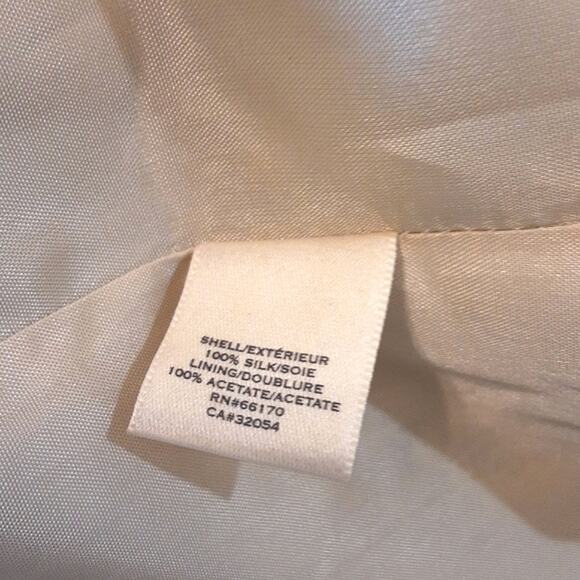 SHELL/EXTÉRIEUR
100% SILK/SOIE
LINING/DOUBLURE
100% ACETATE/ACETATE
RN#66170
CA#32054